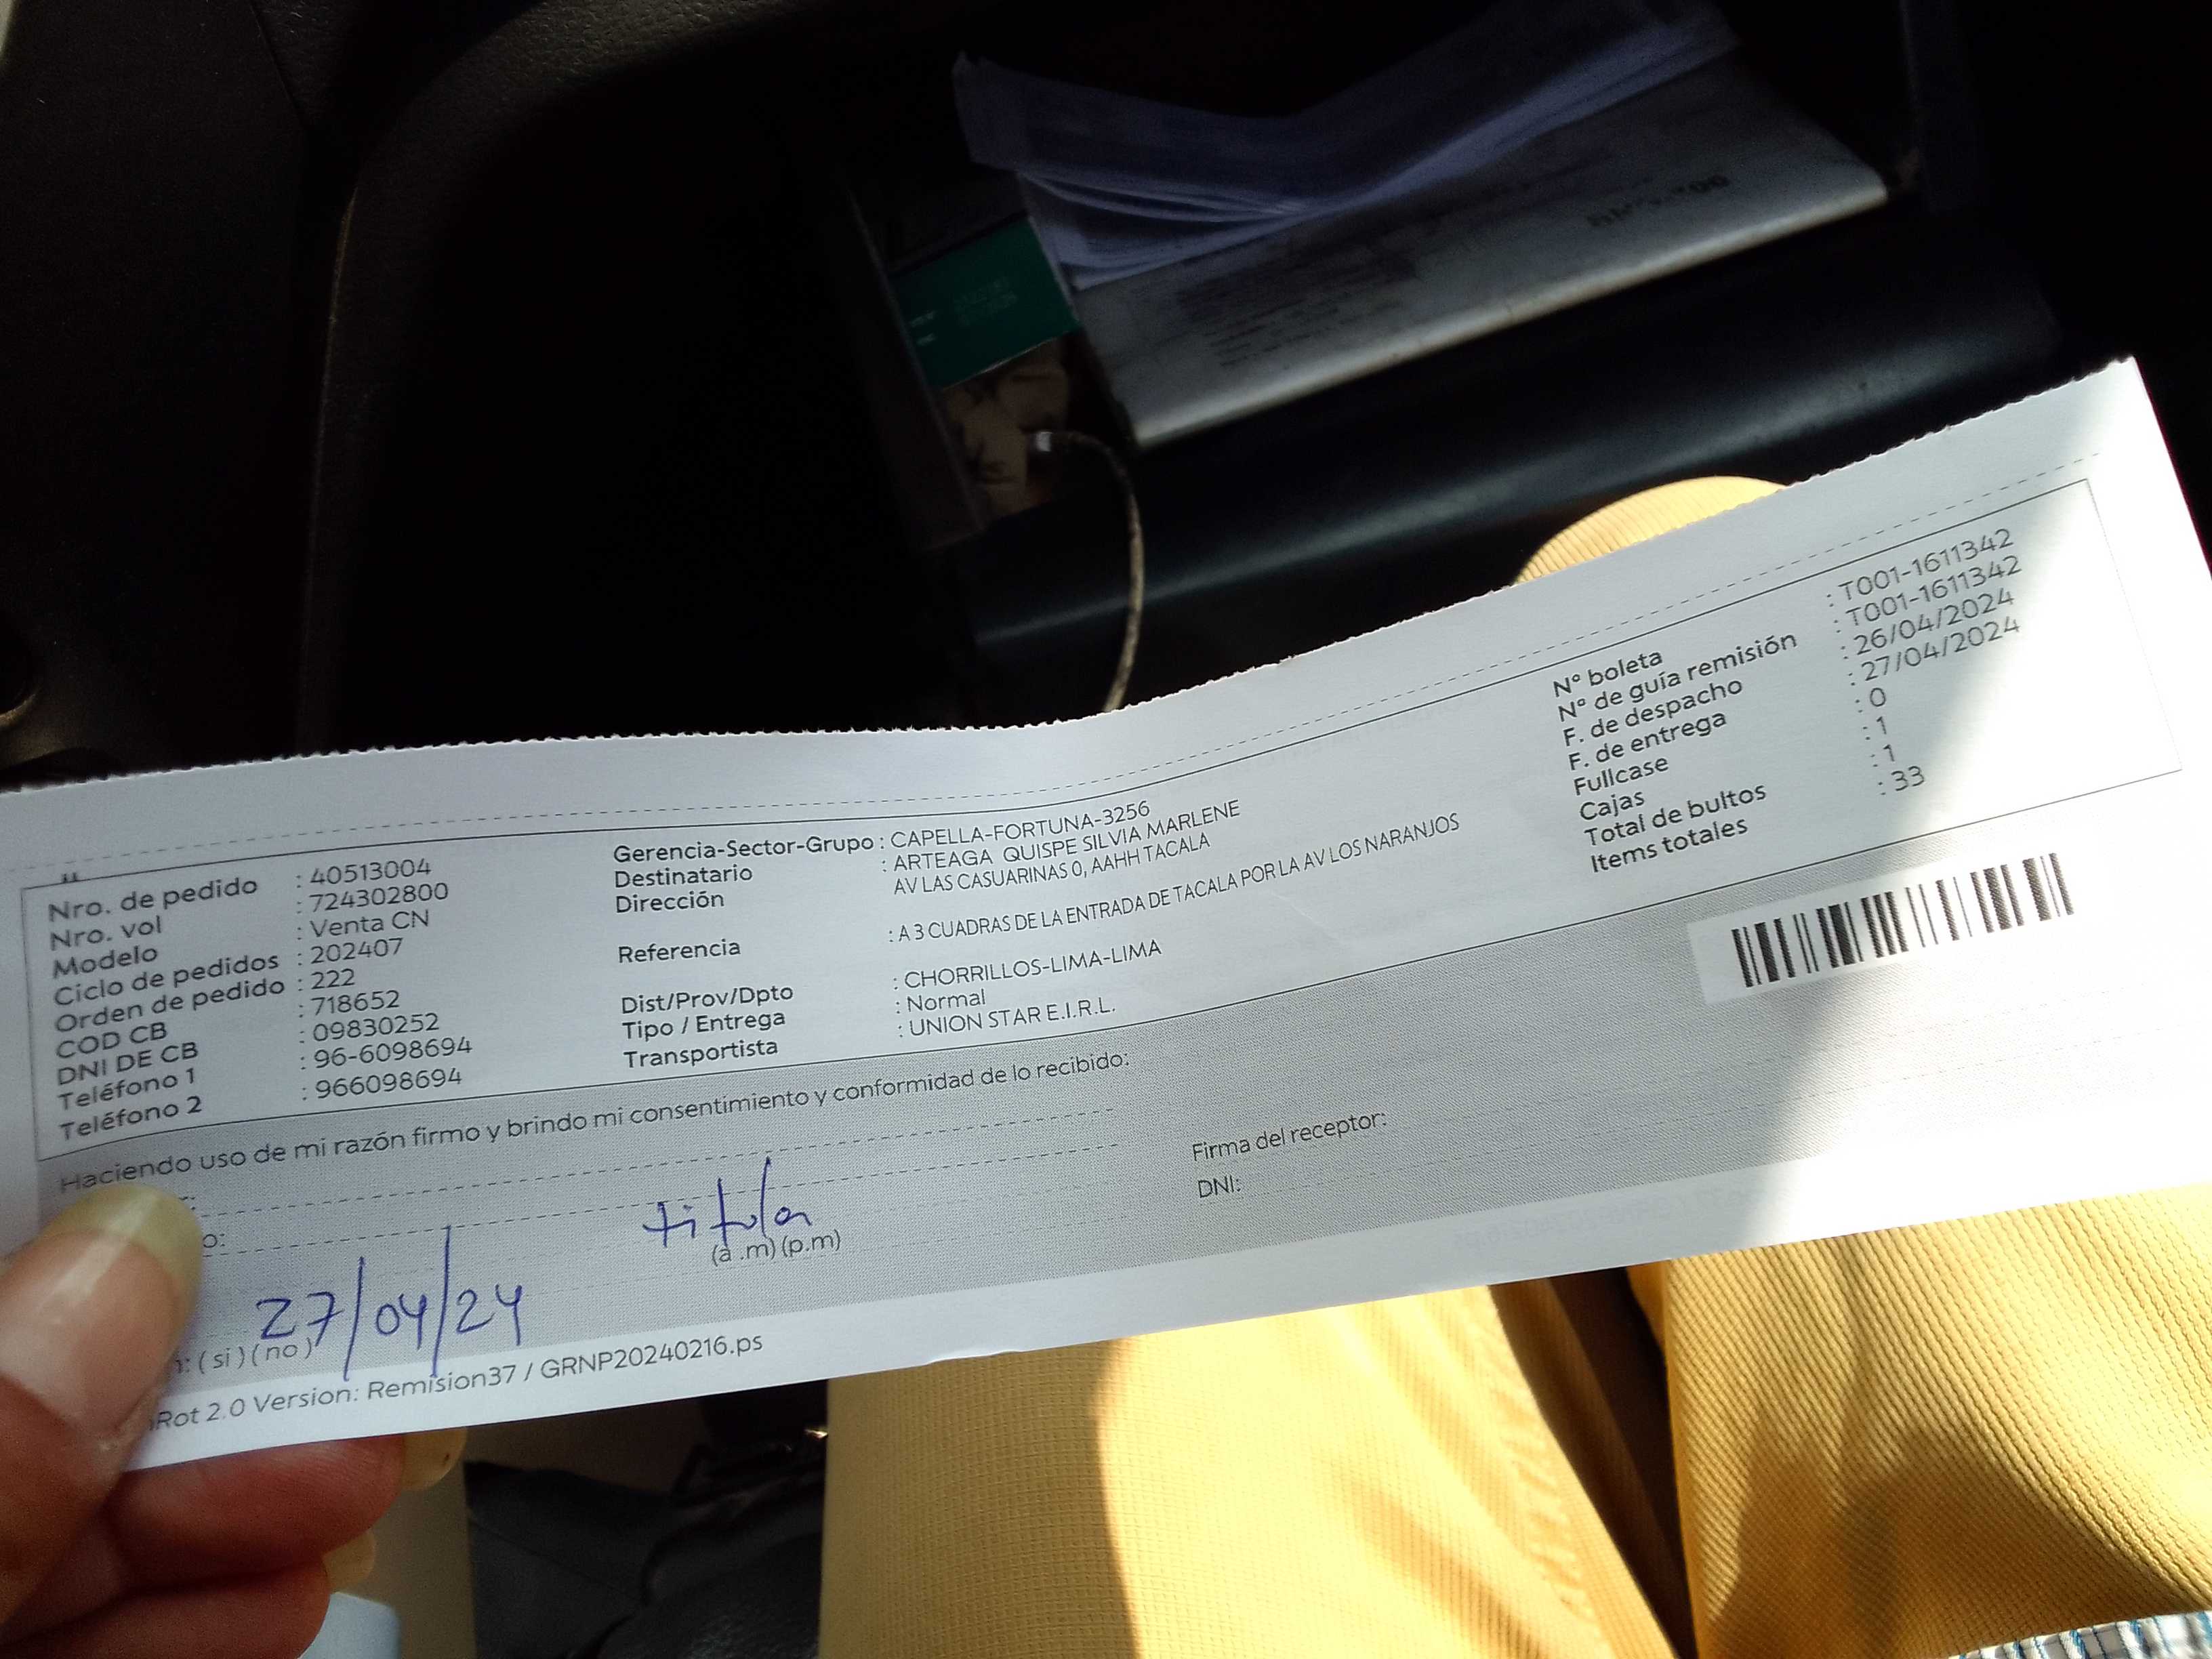 Nro. de pedido : 40513004
Nro. vol : 724302800
Modelo : Venta CN
Ciclo de pedidos : 202407
Orden de pedido : 222
COD CB : 718652
DNI DE CB : 09830252
Teléfono 1 : 96-6098694
Teléfono 2 : 966098694
Gerencia-Sector-Grupo : CAPELLA-FORTUNA-3256
Destinatario : ARTEAGA QUISPE SILVIA MARLENE
Dirección AV LAS CASUARINAS 0, AAHH TACALA
Referencia : A 3 CUADRAS DE LA ENTRADA DE TACALA POR LA AV LOS NARANJOS
Dist/Prov/Dpto : CHORRILLOS-LIMA-LIMA
Tipo / Entrega : Normal
Transportista : UNION STAR E.I.R.L.
N° boleta : T001-1611342
N° de guía remisión : T001-1611342
F. de despacho : 26/04/2024
F. de entrega : 27/04/2024
Fullcase : 0
Cajas : 1
Total de bultos : 1
Items totales : 33
Haciendo uso de mi razón firmo y brindo mi consentimiento y conformidad de lo recibido:
Firma del receptor:
DNI:
titular
(a .m) (p.m)
27/04/24
: ( si ) ( no )
Rot 2.0 Version: Remision37 / GRNP20240216.ps